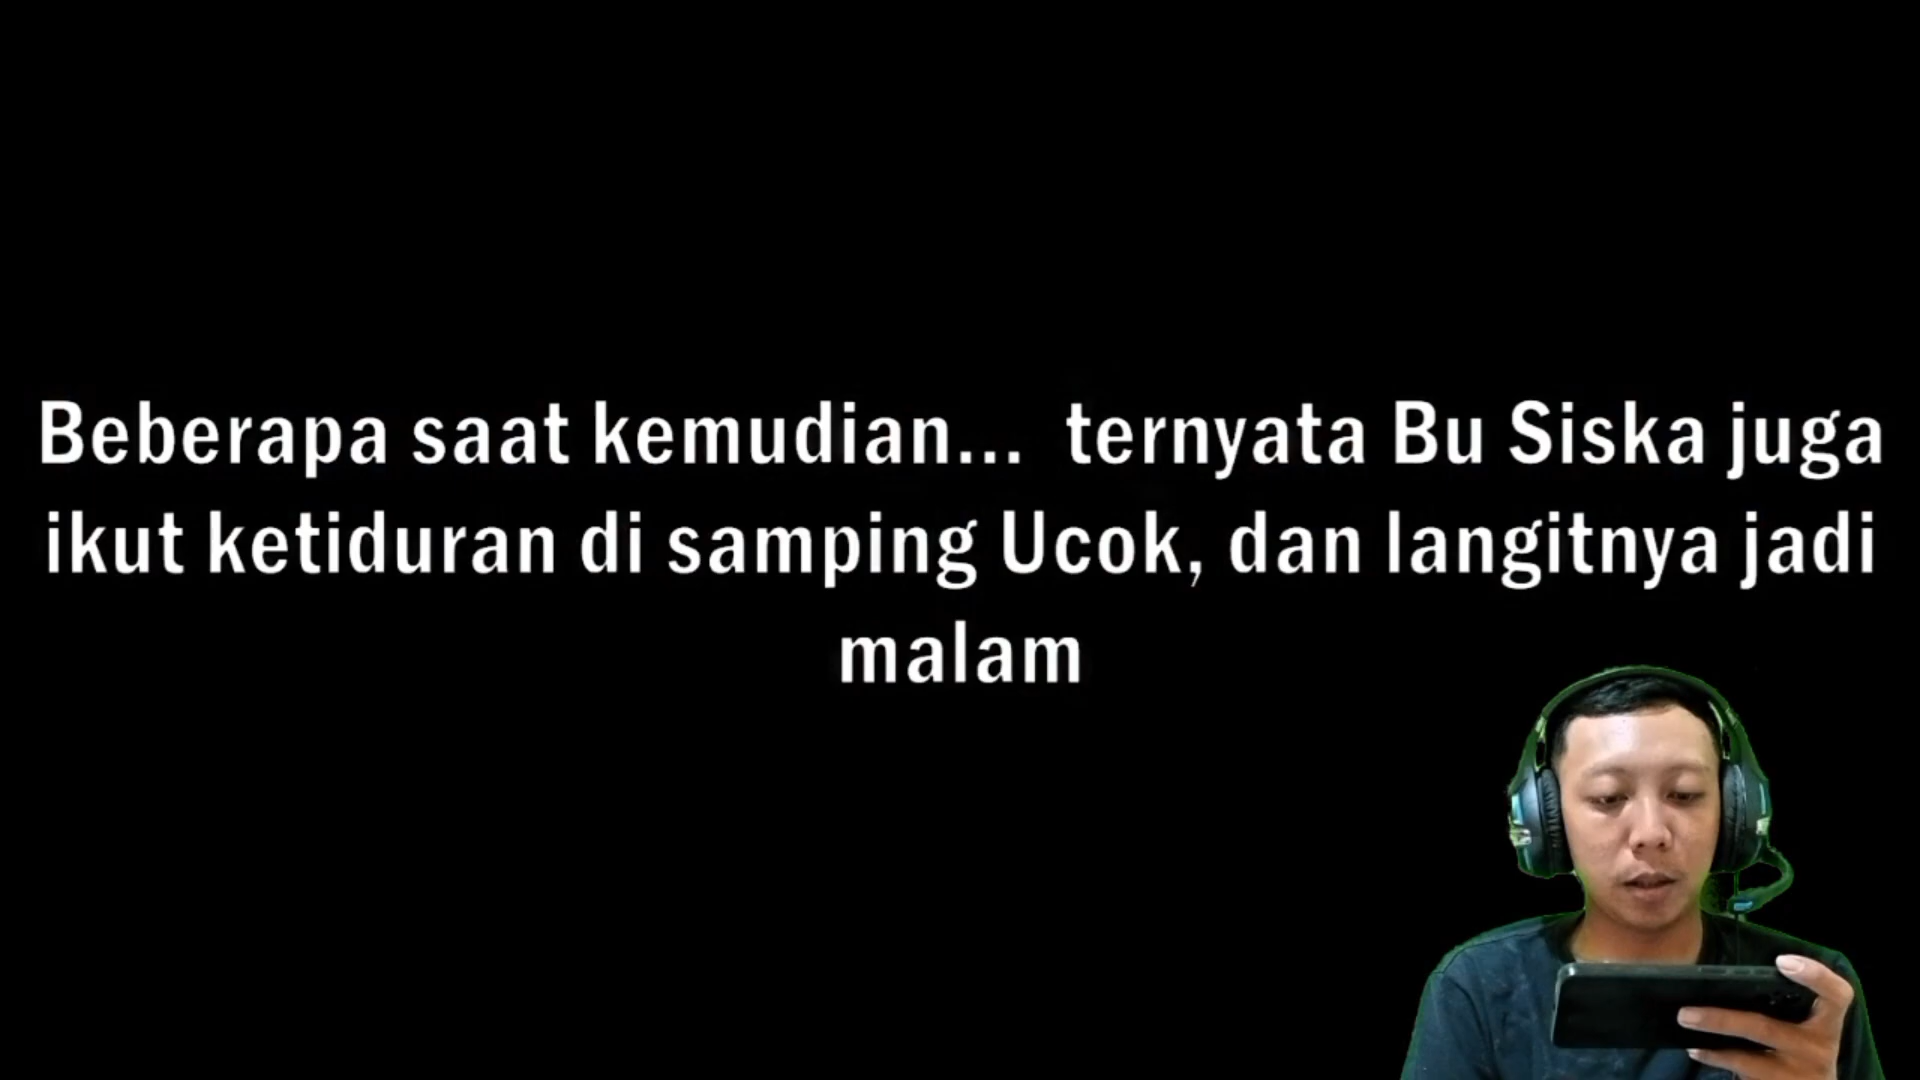 Beberapa saat kemudian... ternyata Bu Siska juga
ikut ketiduran di samping Ucok, dan langitnya jadi
malam